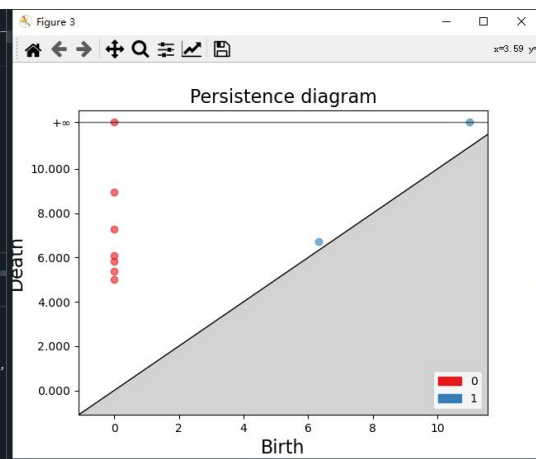 Figure 3
x=3.59 y=
Persistence diagram
+∞
10.000
8.000
6.000
4.000
2.000
0.000
Death
0 2 4 6 8 10
Birth
0
1